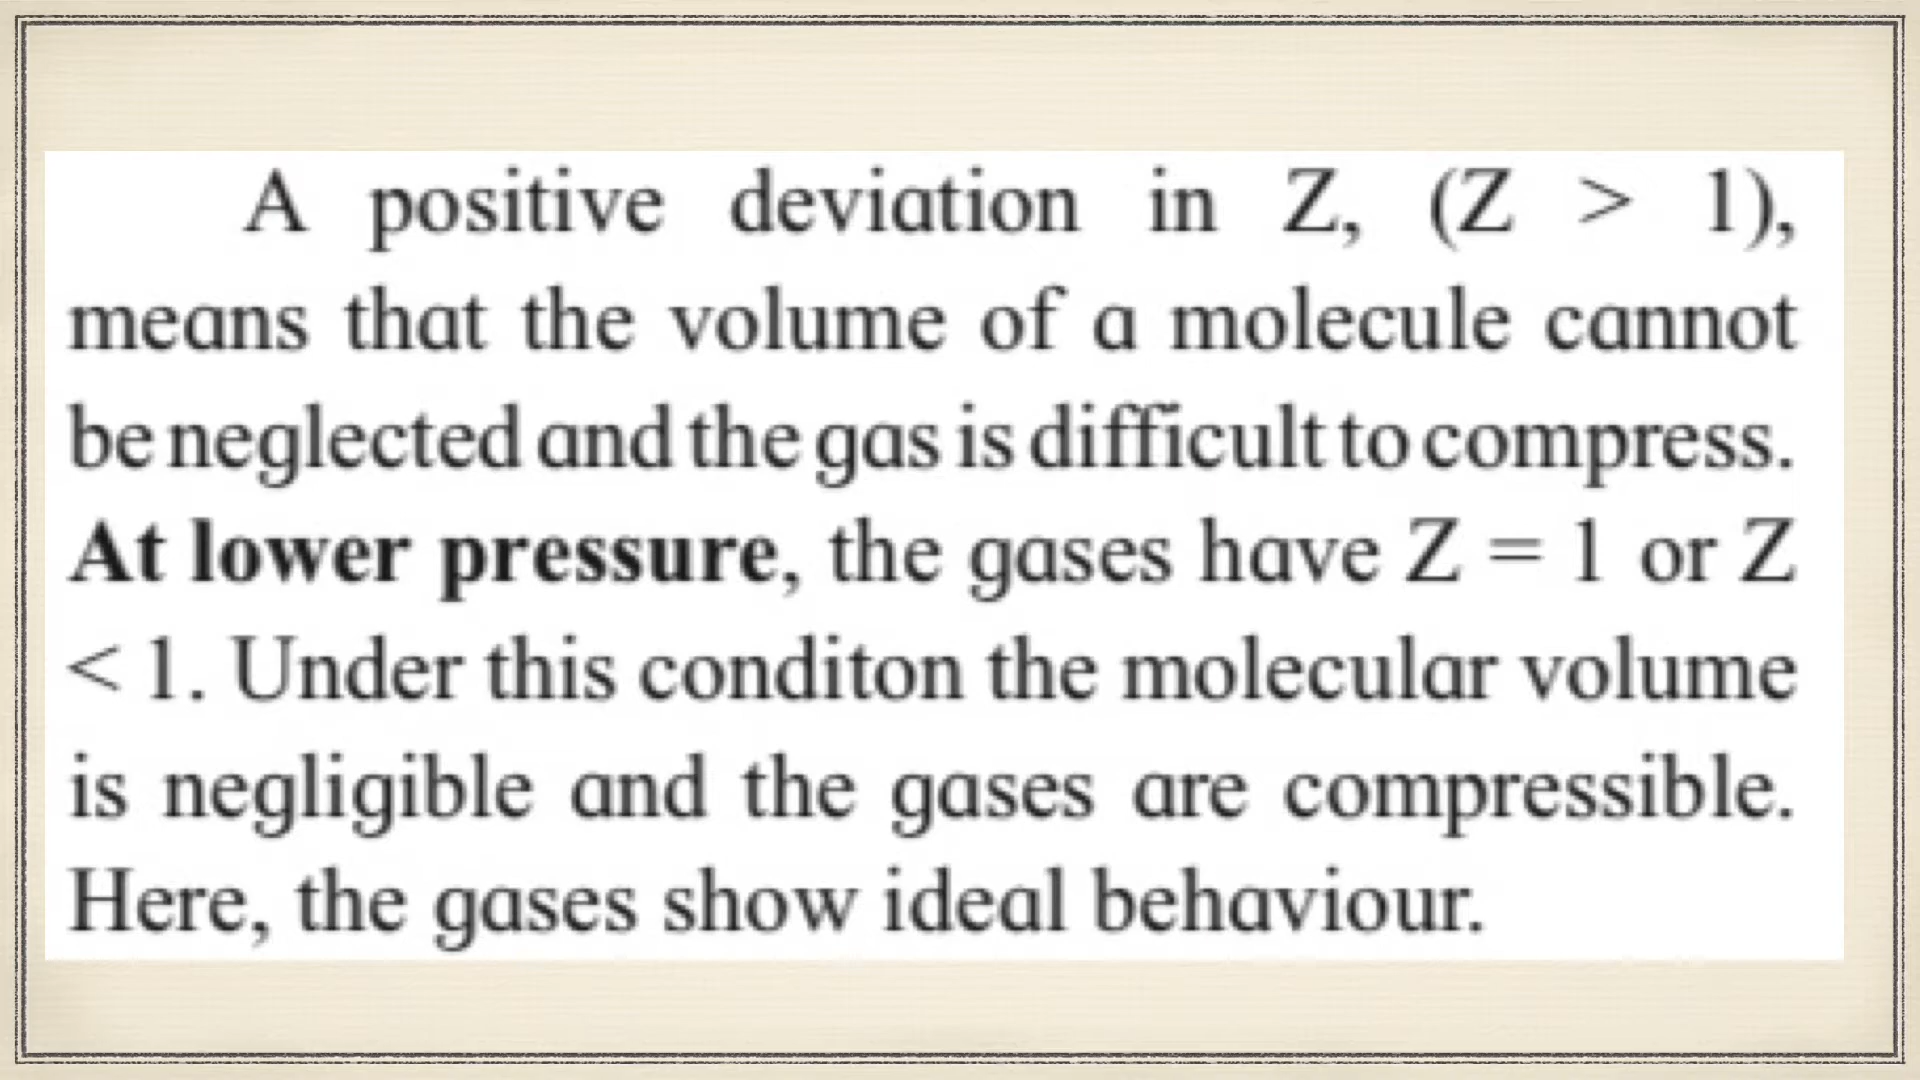 A positive deviation in Z, (Z > 1),
means that the volume of a molecule cannot
be neglected and the gas is difficult to compress.
At lower pressure, the gases have Z = 1 or Z
< 1. Under this conditon the molecular volume
is negligible and the gases are compressible.
Here, the gases show ideal behaviour.